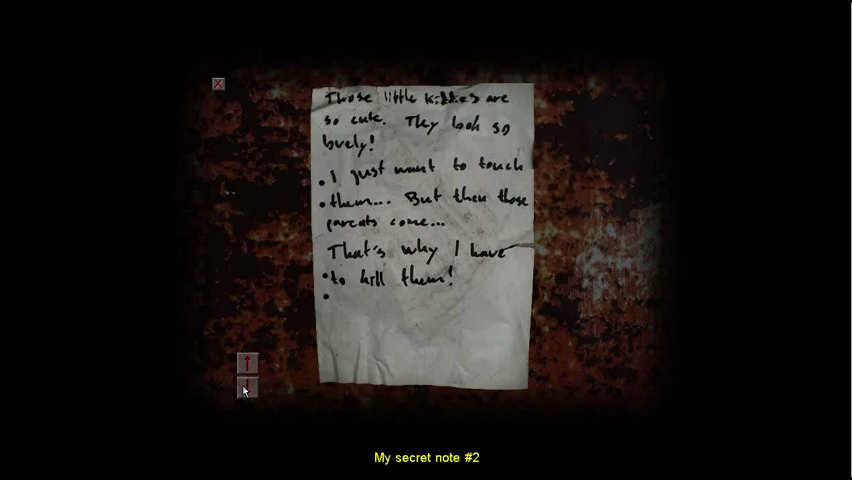 Those little kiddies are
so cute. They look so
lovely!
I just want to touch
them... But then those
parents come...
That's why I have
to kill them!
My secret note #2